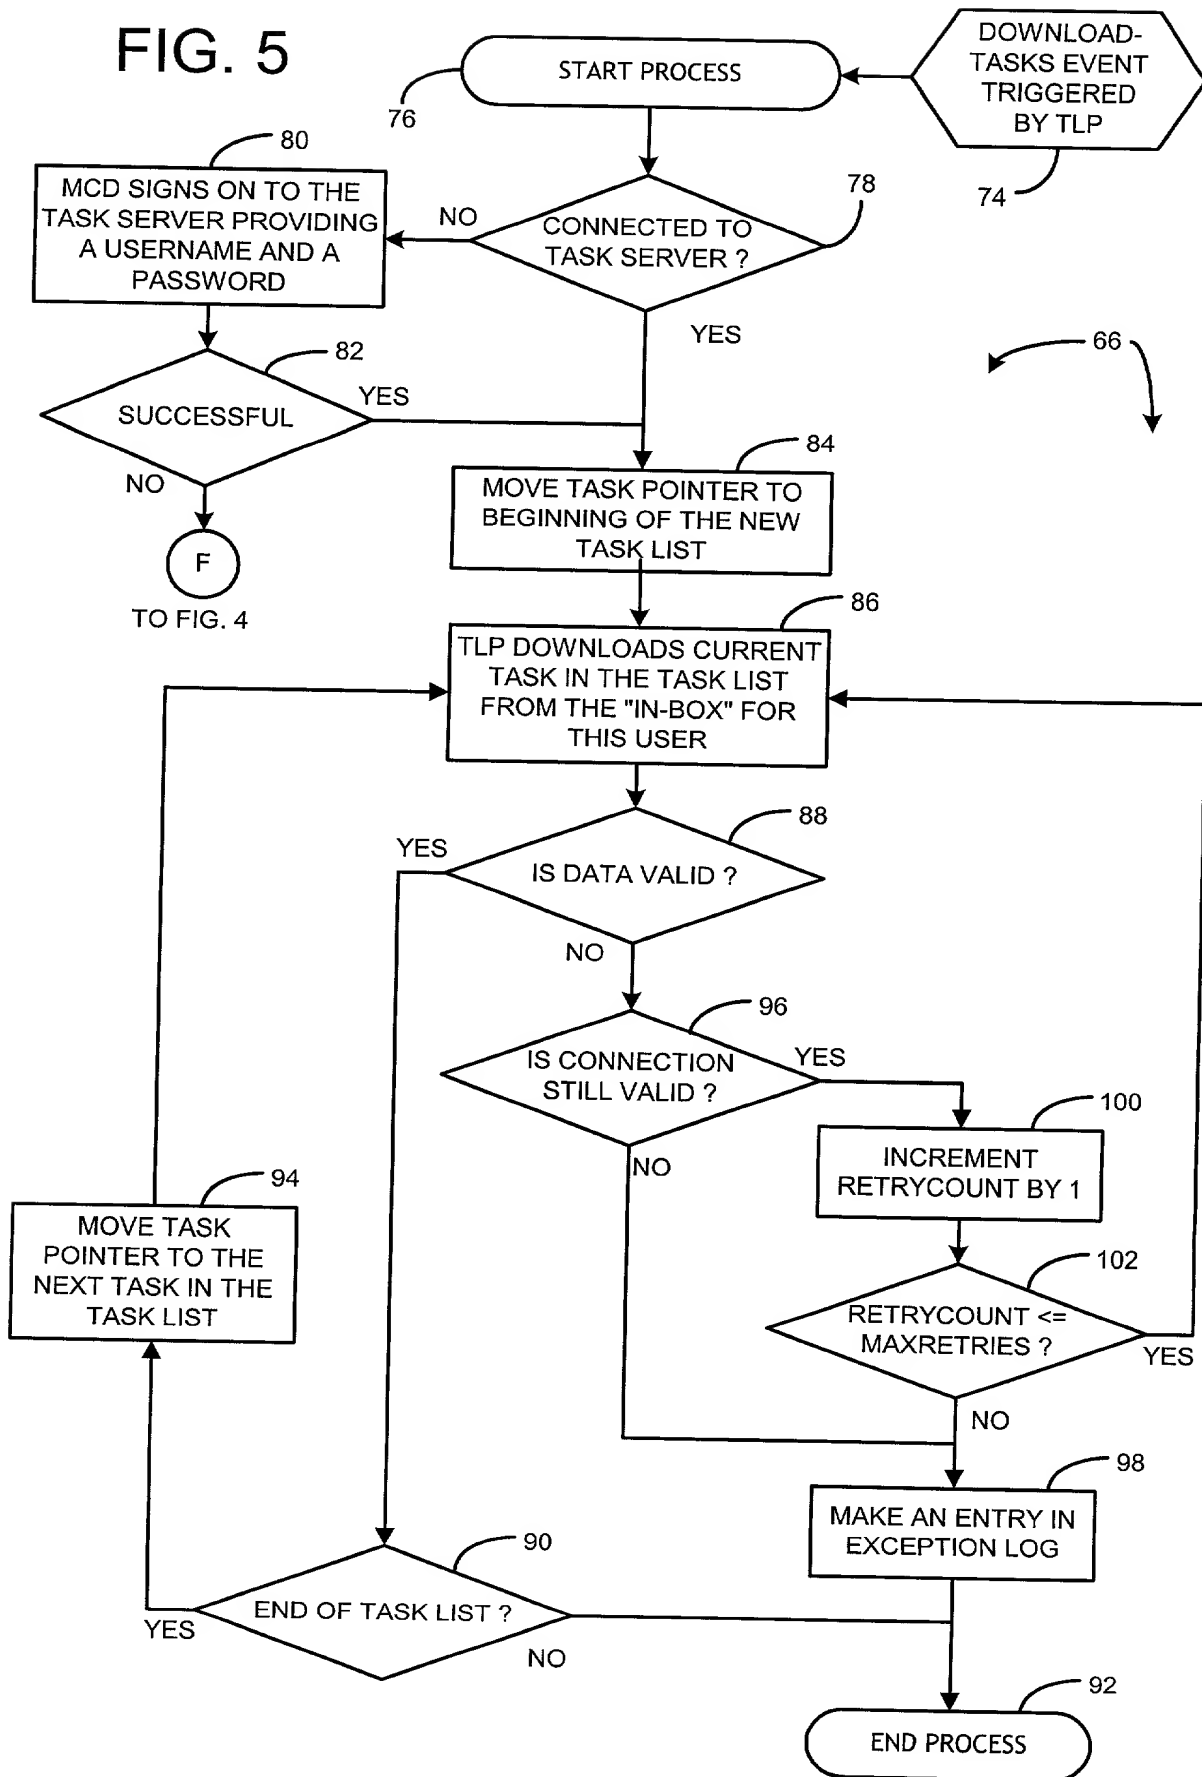 FIG. 5
START PROCESS
76
DOWNLOAD-
TASKS EVENT
TRIGGERED
BY TLP
74
80
MCD SIGNS ON TO THE
TASK SERVER PROVIDING
A USERNAME AND A
PASSWORD
NO
CONNECTED TO
TASK SERVER ?
78
YES
66
82
SUCCESSFUL
YES
NO
F
TO FIG. 4
84
MOVE TASK POINTER TO
BEGINNING OF THE NEW
TASK LIST
86
TLP DOWNLOADS CURRENT
TASK IN THE TASK LIST
FROM THE "IN-BOX" FOR
THIS USER
88
YES
IS DATA VALID ?
NO
96
IS CONNECTION
STILL VALID ?
YES
NO
100
INCREMENT
RETRYCOUNT BY 1
94
MOVE TASK
POINTER TO THE
NEXT TASK IN THE
TASK LIST
102
RETRYCOUNT <=
MAXRETRIES ?
YES
NO
98
MAKE AN ENTRY IN
EXCEPTION LOG
90
END OF TASK LIST ?
YES
NO
92
END PROCESS